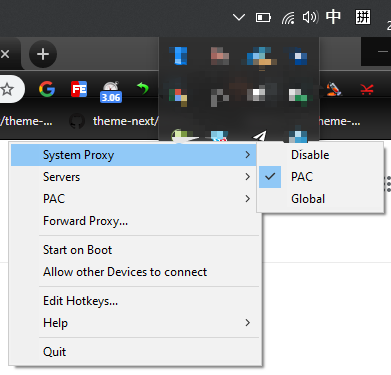 中 拼
G FE
3.06
/theme-... theme-next/ me-...
System Proxy
Disable
Servers
PAC
PAC
Global
Forward Proxy...
Start on Boot
Allow other Devices to connect
Edit Hotkeys...
Help
Quit